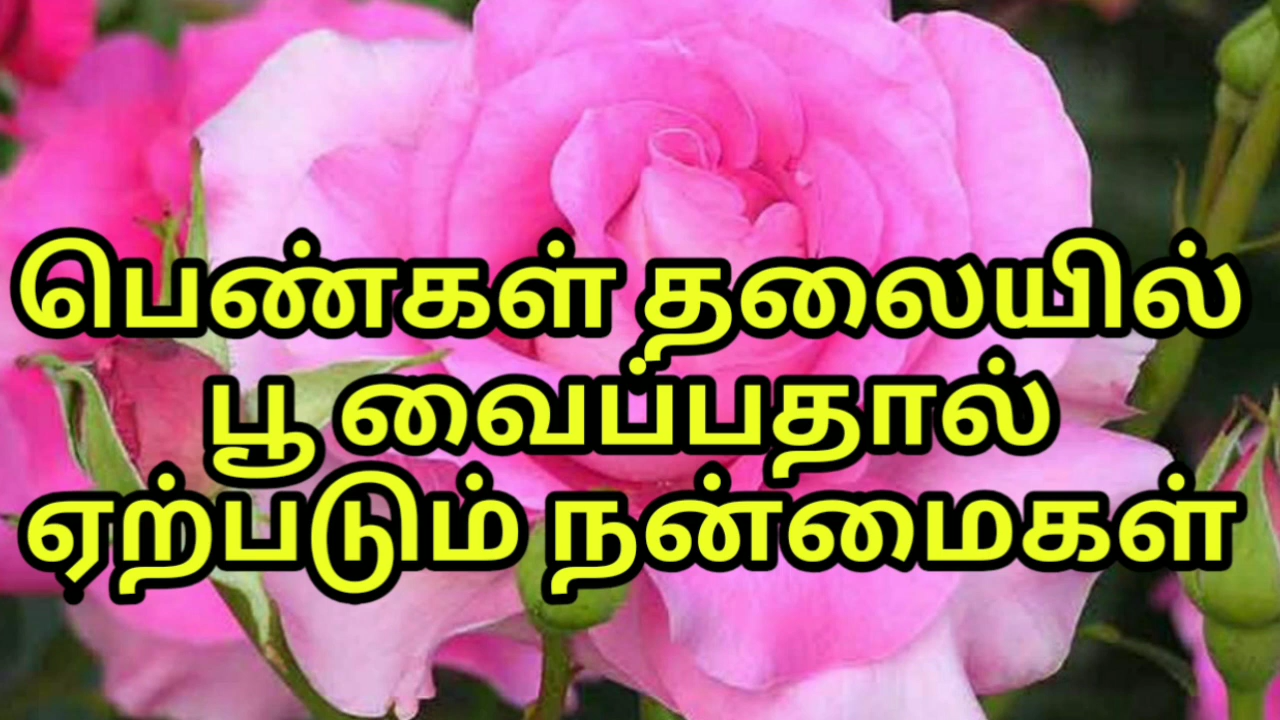 பெண்கள் தலையில்
பூ வைப்பதால்
ஏற்படும் நன்மைகள்